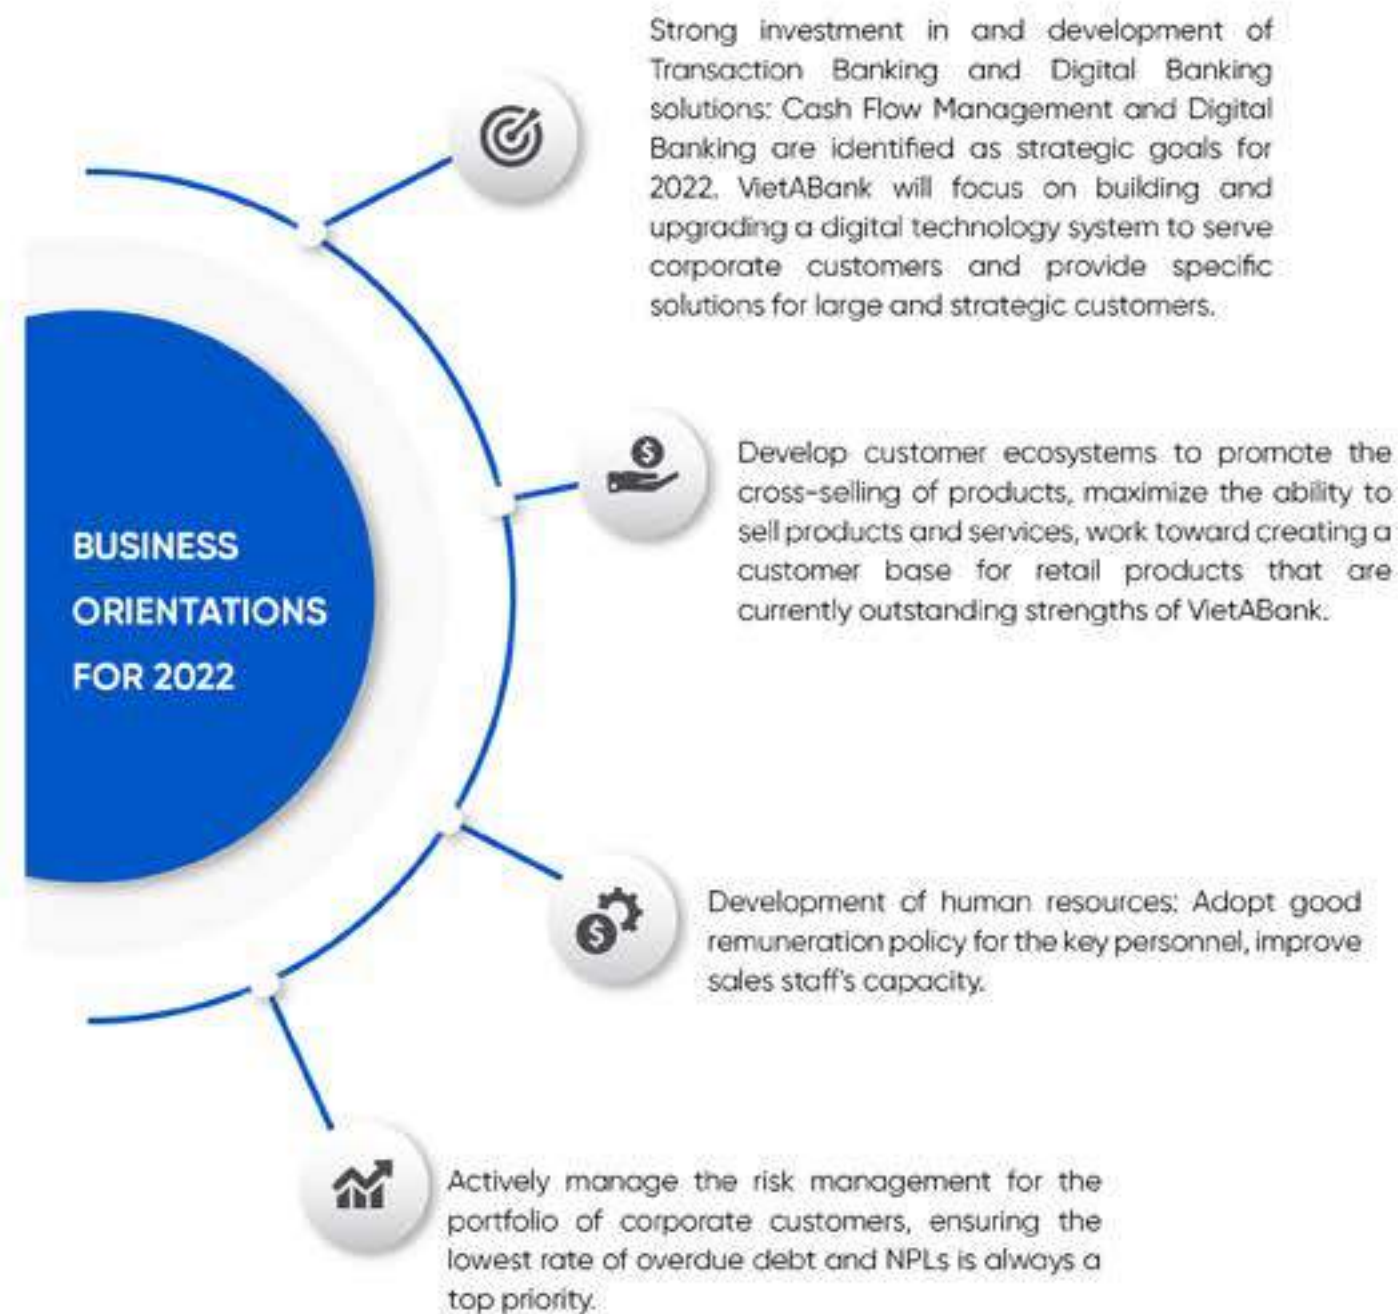 Strong investment in and development of
Transaction Banking and Digital Banking
solutions: Cash Flow Management and Digital
Banking are identified as strategic goals for
2022. VietABank will focus on building and
upgrading a digital technology system to serve
corporate customers and provide specific
solutions for large and strategic customers.
Develop customer ecosystems to promote the
cross-selling of products, maximize the ability to
sell products and services, work toward creating a
customer base for retail products that are
currently outstanding strengths of VietABank.
BUSINESS
ORIENTATIONS
FOR 2022
Development of human resources: Adopt good
remuneration policy for the key personnel, improve
sales staff's capacity.
Actively manage the risk management for the
portfolio of corporate customers, ensuring the
lowest rate of overdue debt and NPLs is always a
top priority.